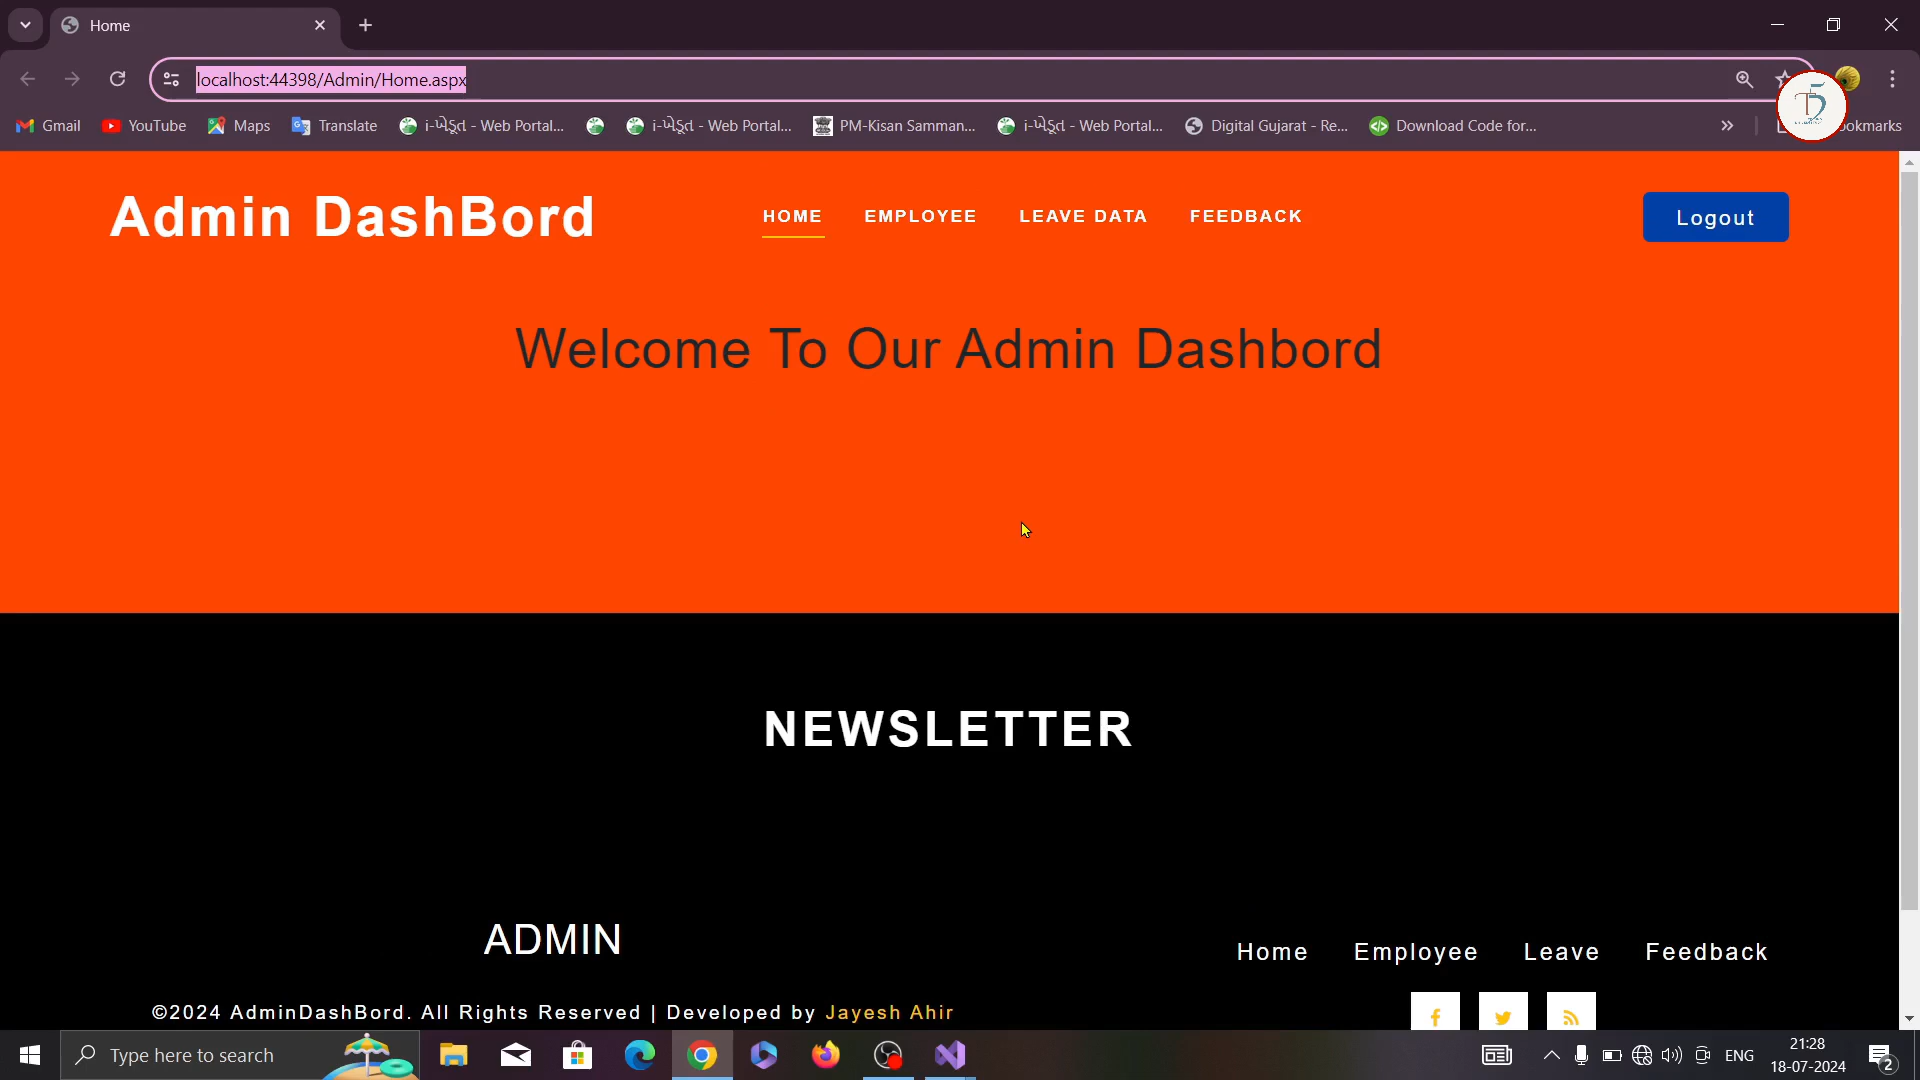 Home
localhost:44398/Admin/Home.aspx
Gmail
YouTube
Maps
Translate
i-ખેડૂત - Web Portal...
i-ખેડૂત - Web Portal...
PM-Kisan Samman...
i-ખેડૂત - Web Portal...
Digital Gujarat - Re...
Download Code for...
Admin DashBord
HOME
EMPLOYEE
LEAVE DATA
FEEDBACK
Logout
Welcome To Our Admin Dashbord
NEWSLETTER
ADMIN
©2024 AdminDashBord. All Rights Reserved | Developed by Jayesh Ahir
Home
Employee
Leave
Feedback
Type here to search
ENG
21:28
18-07-2024
2